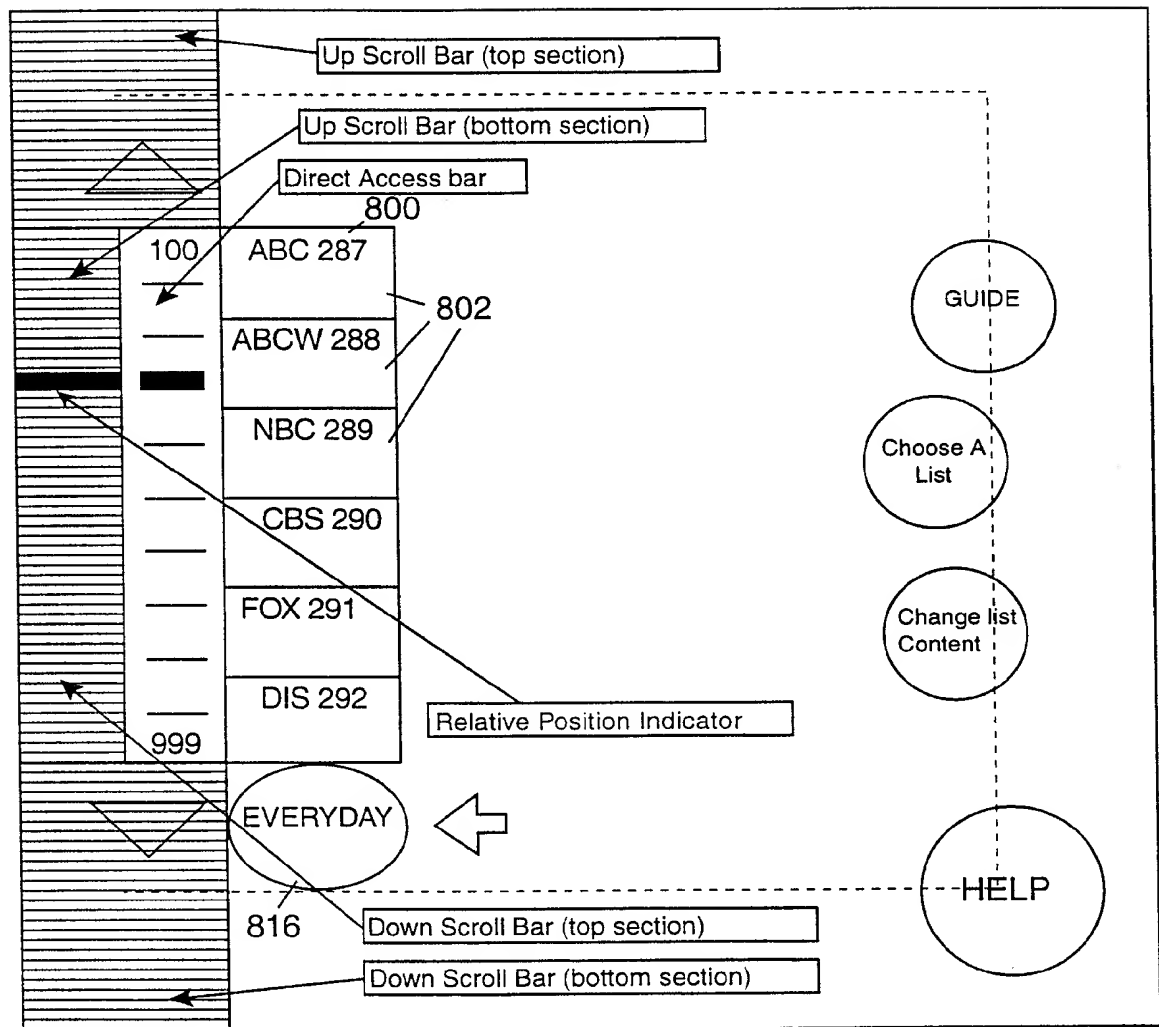 Up Scroll Bar (top section)
Up Scroll Bar (bottom section)
Direct Access bar
800
100
ABC 287
802
ABCW 288
NBC 289
CBS 290
FOX 291
DIS 292
999
GUIDE
Choose A
List
Change list
Content
Relative Position Indicator
EVERYDAY
HELP
816
Down Scroll Bar (top section)
Down Scroll Bar (bottom section)